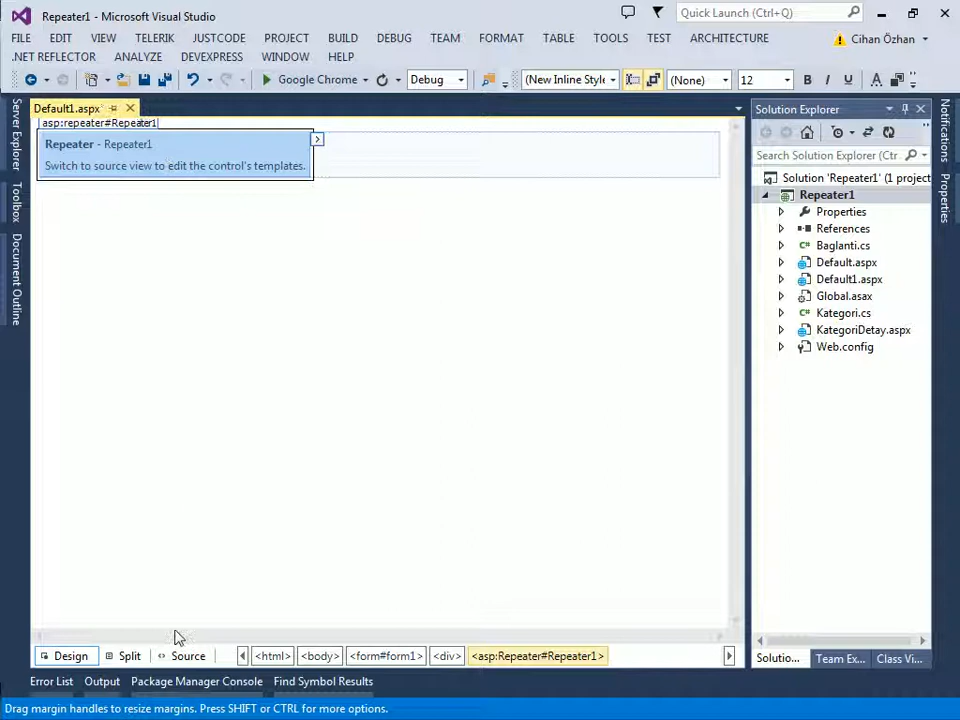 Repeater1 - Microsoft Visual Studio
Quick Launch (Ctrl+Q)
FILE EDIT VIEW TELERIK JUSTCODE PROJECT BUILD DEBUG TEAM FORMAT TABLE TOOLS TEST ARCHITECTURE
Cihan Özhan
.NET REFLECTOR ANALYZE DEVEXPRESS WINDOW HELP
Google Chrome Debug (New Inline Style (None) 12 B I U A
Default1.aspx*
Solution Explorer
asp:repeater#Repeater1
Repeater - Repeater1
Switch to source view to edit the control's templates.
Search Solution Explorer (Ctr
Solution 'Repeater1' (1 project
Repeater1
Properties
References
Baglanti.cs
Default.aspx
Default1.aspx
Global.asax
Kategori.cs
KategoriDetay.aspx
Web.config
Server Explorer
Toolbox
Document Outline
Notifications
Properties
Design Split Source <html> <body> <form#form1> <div> <asp:Repeater#Repeater1>
Solutio... Team Ex... Class Vi...
Error List Output Package Manager Console Find Symbol Results
Drag margin handles to resize margins. Press SHIFT or CTRL for more options.